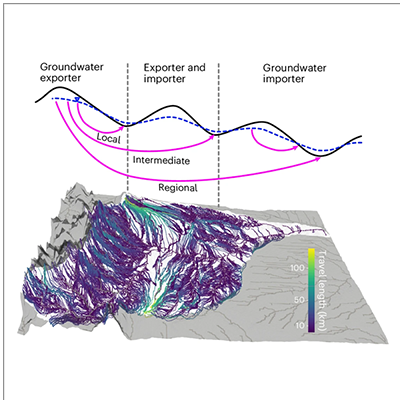 Groundwater
exporter
Exporter and
importer
Groundwater
importer
Local
Intermediate
Regional
100
50
10
Travel length (km)